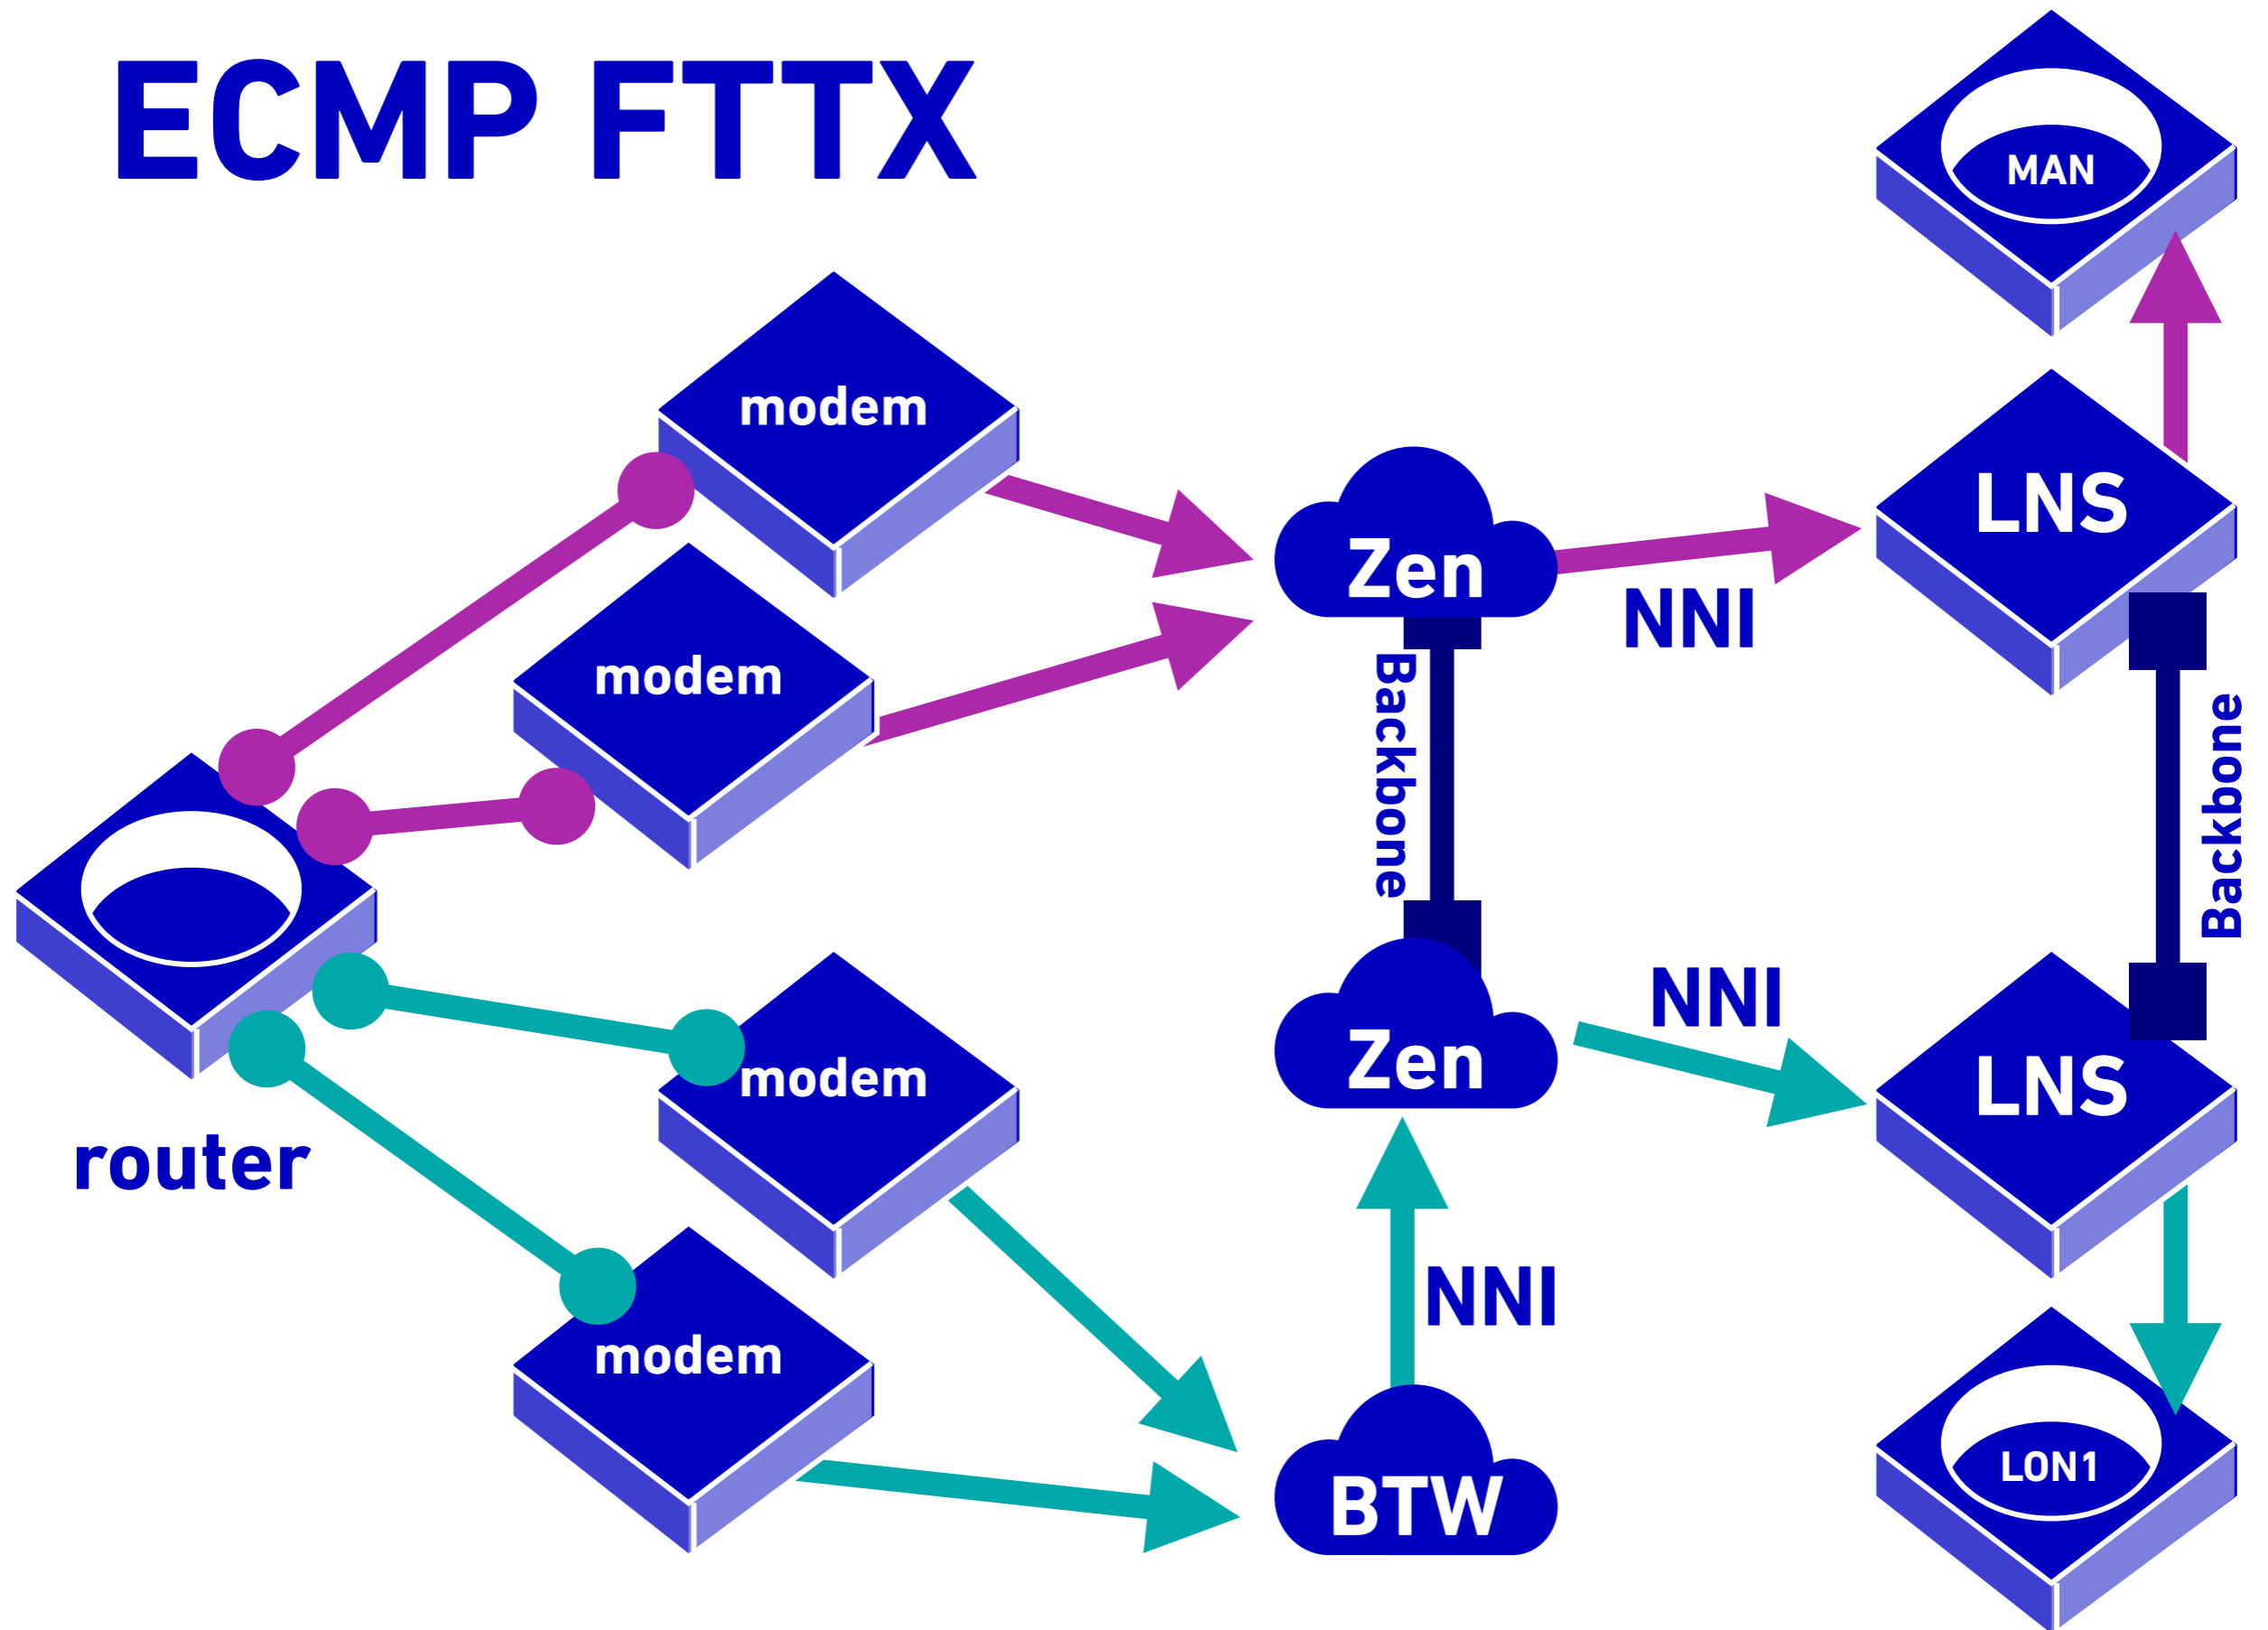 ECMP FTTX
MAN
modem
LNS
Zen
NNI
modem
Backbone
Backbone
NNI
Zen
modem
LNS
router
NNI
modem
LON1
BTW